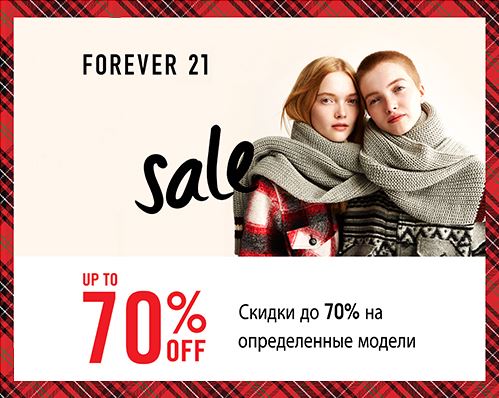 FOREVER 21
sale
UP TO
70% OFF
Скидки до 70% на
определенные модели